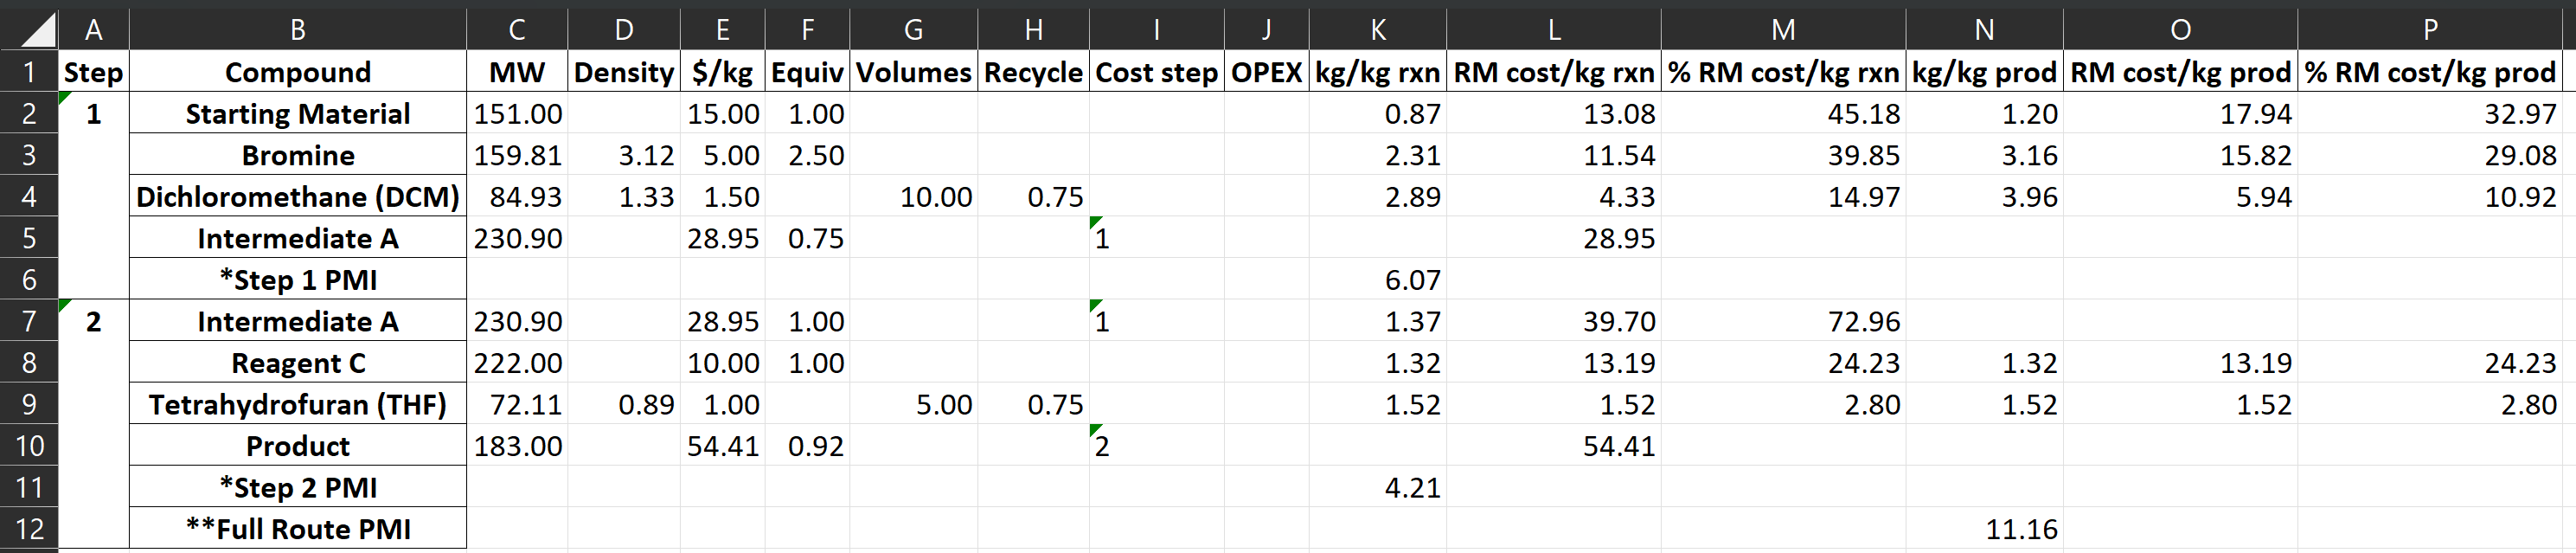 A B C D E F G H I J K L M N O P
1 Step Compound MW Density $/kg Equiv Volumes Recycle Cost step OPEX kg/kg rxn RM cost/kg rxn % RM cost/kg rxn kg/kg prod RM cost/kg prod % RM cost/kg prod
2 1 Starting Material 151.00 15.00 1.00 0.87 13.08 45.18 1.20 17.94 32.97
3 Bromine 159.81 3.12 5.00 2.50 2.31 11.54 39.85 3.16 15.82 29.08
4 Dichloromethane (DCM) 84.93 1.33 1.50 10.00 0.75 2.89 4.33 14.97 3.96 5.94 10.92
5 Intermediate A 230.90 28.95 0.75 1 28.95
6 *Step 1 PMI 6.07
7 2 Intermediate A 230.90 28.95 1.00 1 1.37 39.70 72.96
8 Reagent C 222.00 10.00 1.00 1.32 13.19 24.23 1.32 13.19 24.23
9 Tetrahydrofuran (THF) 72.11 0.89 1.00 5.00 0.75 1.52 1.52 2.80 1.52 1.52 2.80
10 Product 183.00 54.41 0.92 2 54.41
11 *Step 2 PMI 4.21
12 **Full Route PMI 11.16